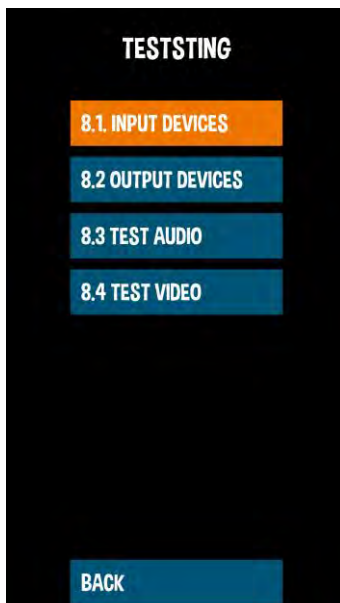 TESTSTING
8.1. INPUT DEVICES
8.2 OUTPUT DEVICES
8.3 TEST AUDIO
8.4 TEST VIDEO
BACK